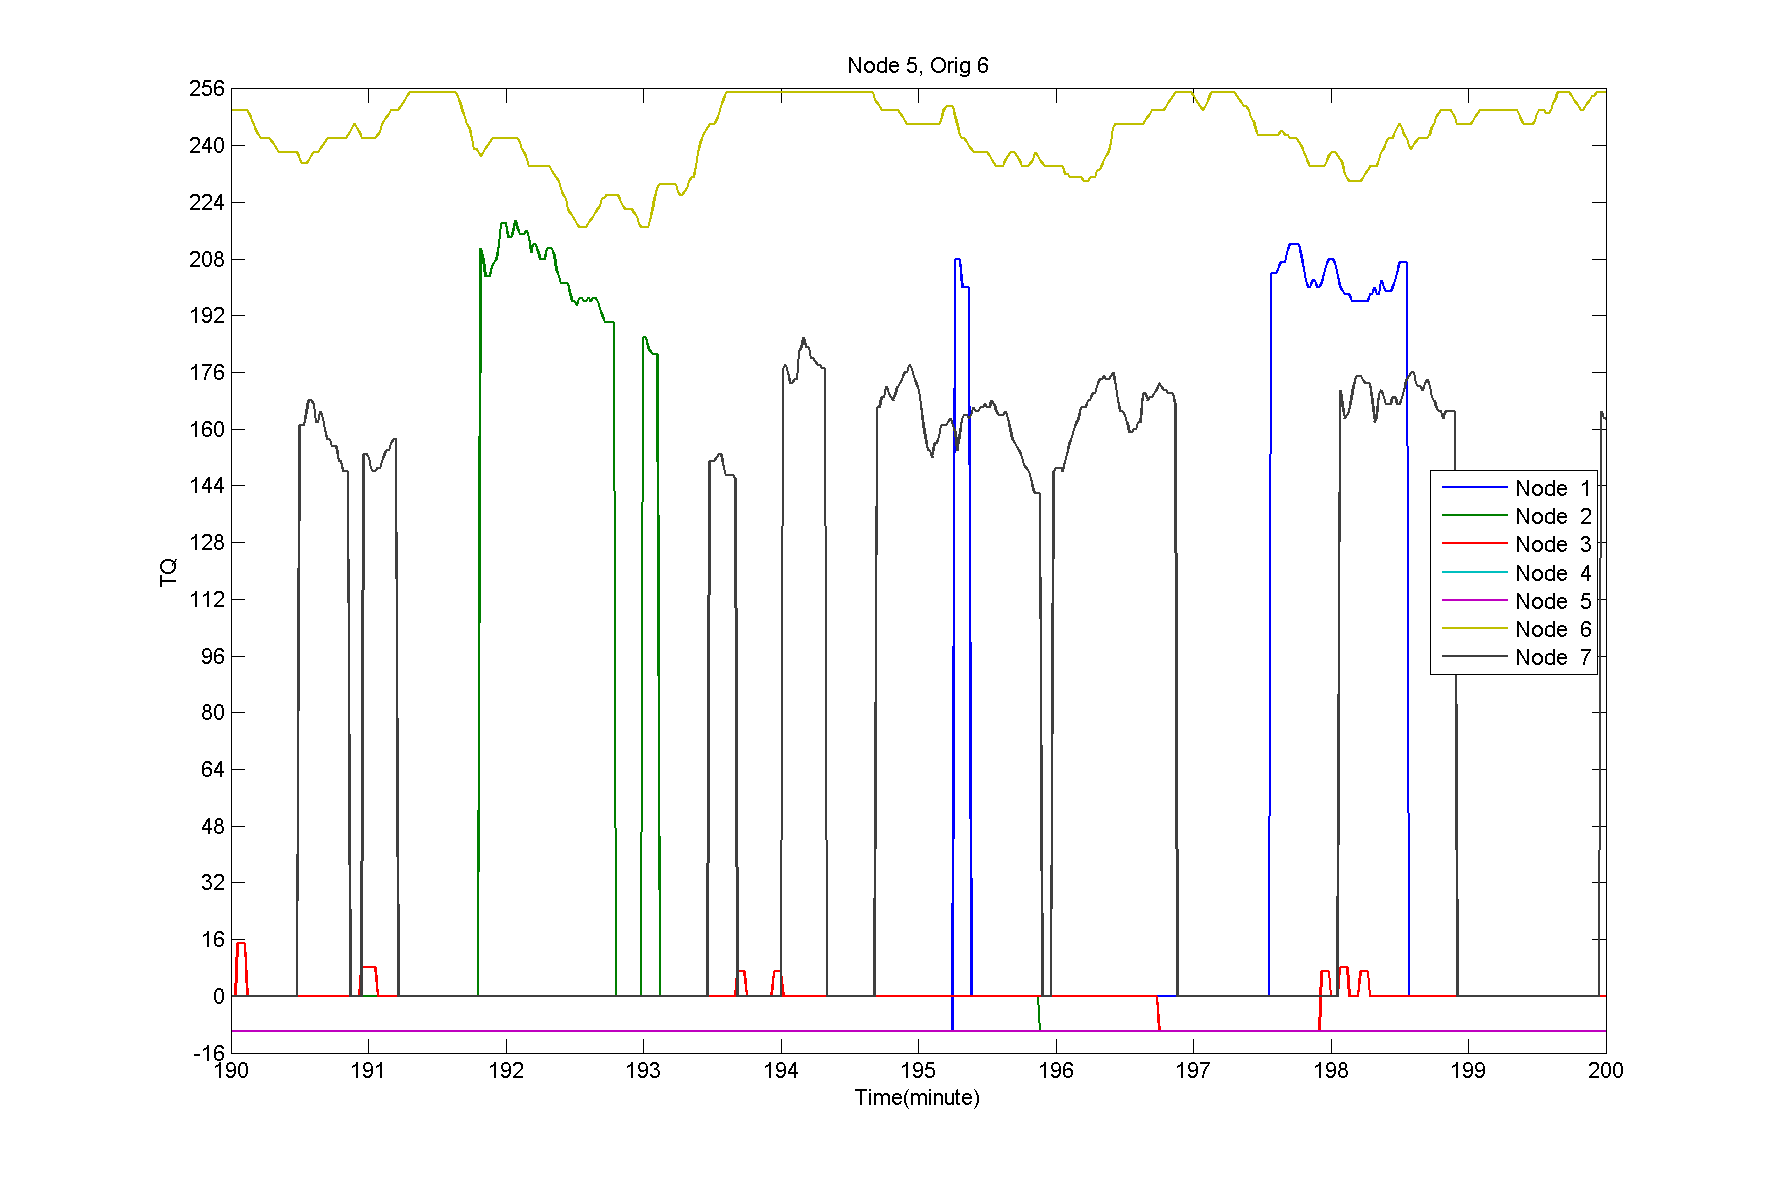 Node 5, Orig 6
256
240
224
208
192
176
160
144
128
112
96
80
64
48
32
16
0
-16
TQ
190 191 192 193 194 195 196 197 198 199 200
Time(minute)
Node 1
Node 2
Node 3
Node 4
Node 5
Node 6
Node 7